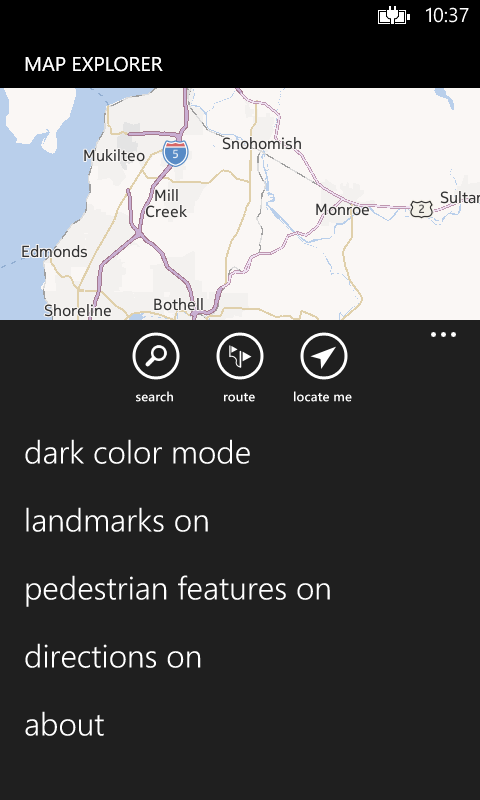 10:37
MAP EXPLORER
Snohomish
Mukilteo
5
Mill
Creek
Monroe
2
Sultar
Edmonds
Bothell
Shoreline
search
route
locate me
dark color mode
landmarks on
pedestrian features on
directions on
about